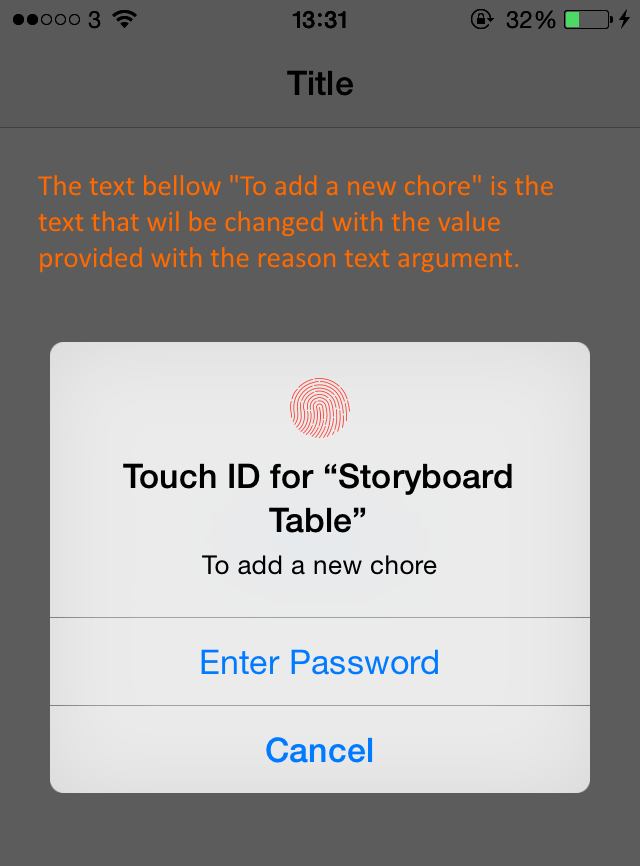 3 13:31 32%
Title
The text bellow "To add a new chore" is the
text that wil be changed with the value
provided with the reason text argument.
Touch ID for “Storyboard
Table”
To add a new chore
Enter Password
Cancel